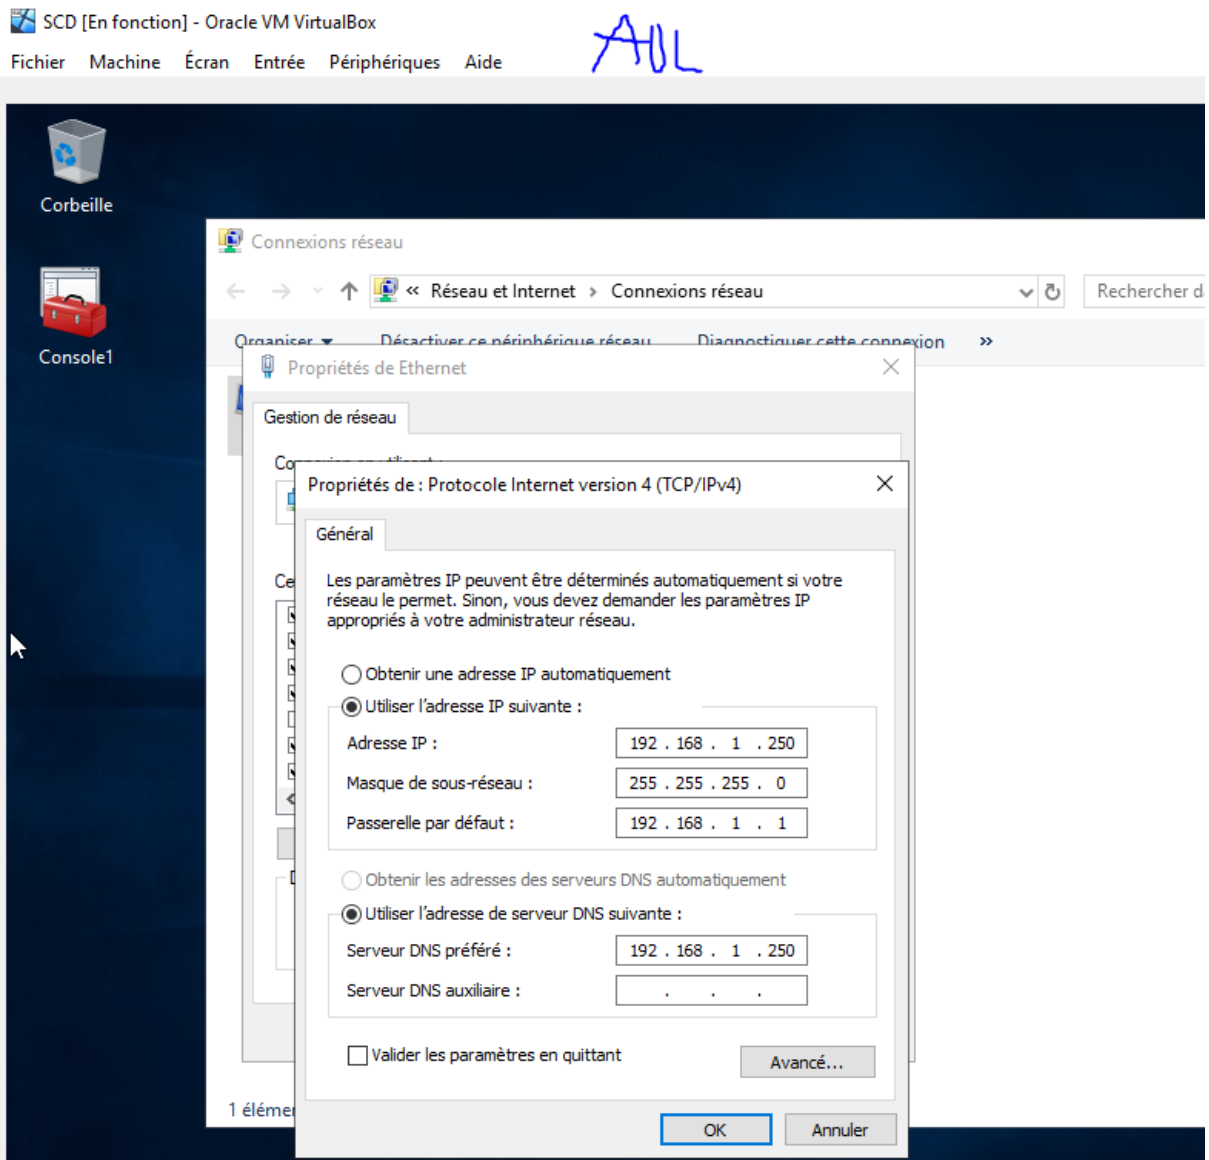 SCD [En fonction] - Oracle VM VirtualBox
AUL
Fichier Machine Écran Entrée Périphériques Aide
Corbeille
Console1
Connexions réseau
« Réseau et Internet > Connexions réseau
Rechercher d
Organiser Désactiver ce périphérique réseau Diagnostiquer cette connexion »
Propriétés de Ethernet
Gestion de réseau
Connexion en utilisant :
Propriétés de : Protocole Internet version 4 (TCP/IPv4)
Général
Les paramètres IP peuvent être déterminés automatiquement si votre
réseau le permet. Sinon, vous devez demander les paramètres IP
appropriés à votre administrateur réseau.
Obtenir une adresse IP automatiquement
Utiliser l'adresse IP suivante :
Adresse IP : 192 . 168 . 1 . 250
Masque de sous-réseau : 255 . 255 . 255 . 0
Passerelle par défaut : 192 . 168 . 1 . 1
Obtenir les adresses des serveurs DNS automatiquement
Utiliser l'adresse de serveur DNS suivante :
Serveur DNS préféré : 192 . 168 . 1 . 250
Serveur DNS auxiliaire : . . .
Valider les paramètres en quittant
Avancé...
1 éléme
OK Annuler